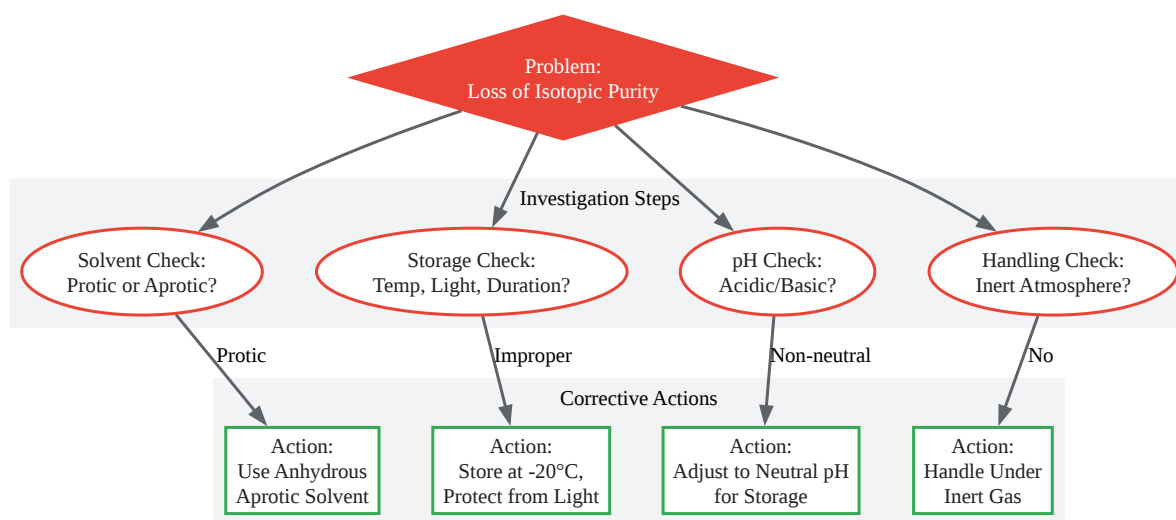 Problem:
Loss of Isotopic Purity
Investigation Steps
Solvent Check:
Protic or Aprotic?
Storage Check:
Temp, Light, Duration?
pH Check:
Acidic/Basic?
Handling Check:
Inert Atmosphere?
Protic
Improper
Non-neutral
No
Corrective Actions
Action:
Use Anhydrous
Aprotic Solvent
Action:
Store at -20°C,
Protect from Light
Action:
Adjust to Neutral pH
for Storage
Action:
Handle Under
Inert Gas